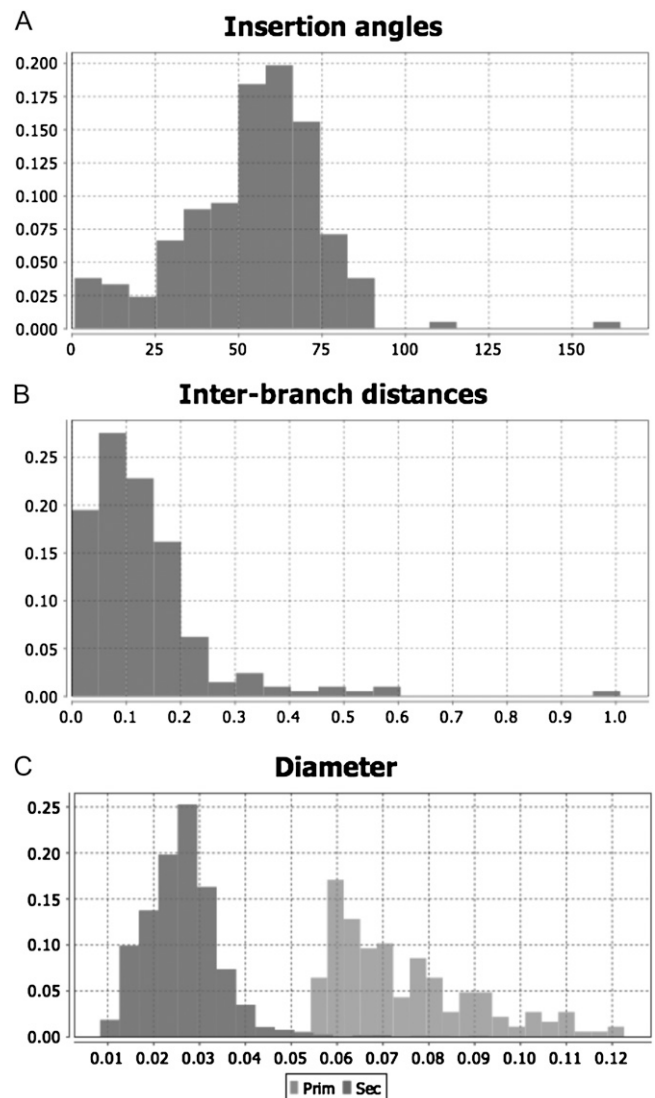 A
Insertion angles
0.200
0.175
0.150
0.125
0.100
0.075
0.050
0.025
0.000
0 25 50 75 100 125 150
B
Inter-branch distances
0.25
0.20
0.15
0.10
0.05
0.00
0.0 0.1 0.2 0.3 0.4 0.5 0.6 0.7 0.8 0.9 1.0
C
Diameter
0.25
0.20
0.15
0.10
0.05
0.00
0.01 0.02 0.03 0.04 0.05 0.06 0.07 0.08 0.09 0.10 0.11 0.12
Prim Sec